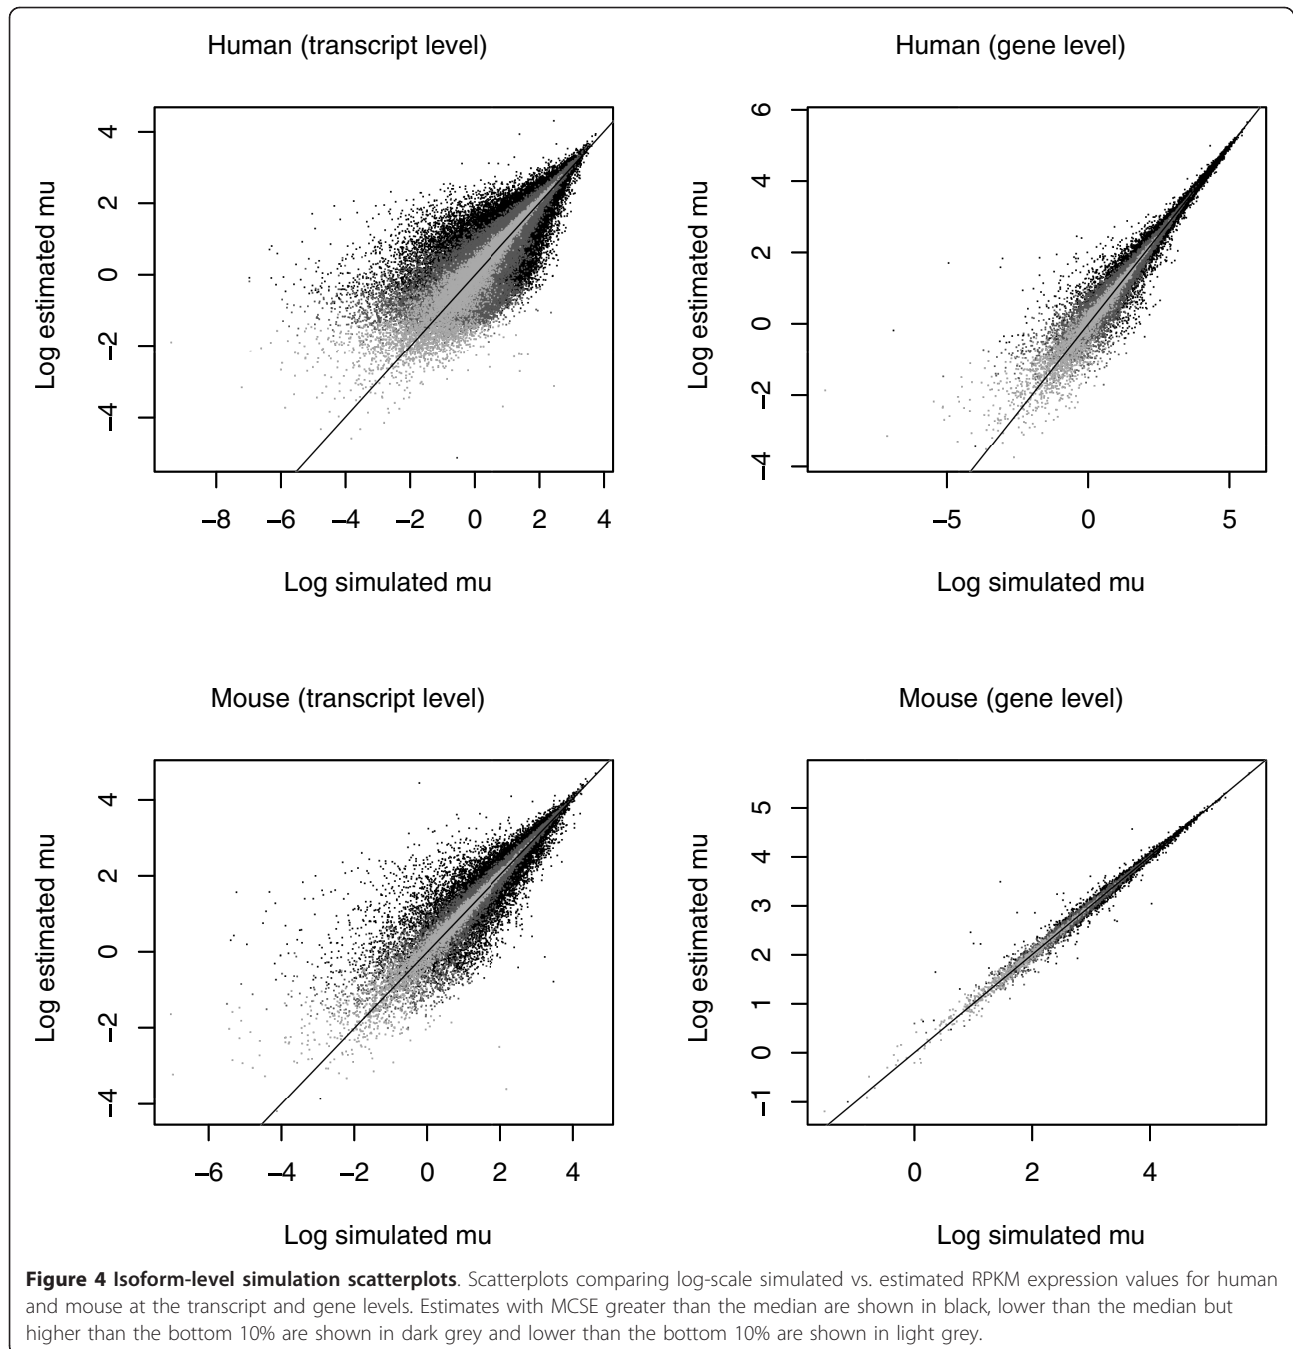 Human (transcript level)
Log estimated mu
4
2
0
−2
−4
−8 −6 −4 −2 0 2 4
Log simulated mu
Human (gene level)
Log estimated mu
6
4
2
0
−2
−4
−5 0 5
Log simulated mu
Mouse (transcript level)
Log estimated mu
4
2
0
−2
−4
−6 −4 −2 0 2 4
Log simulated mu
Mouse (gene level)
Log estimated mu
5
4
3
2
1
0
−1
0 2 4
Log simulated mu
Figure 4 Isoform-level simulation scatterplots. Scatterplots comparing log-scale simulated vs. estimated RPKM expression values for human
and mouse at the transcript and gene levels. Estimates with MCSE greater than the median are shown in black, lower than the median but
higher than the bottom 10% are shown in dark grey and lower than the bottom 10% are shown in light grey.